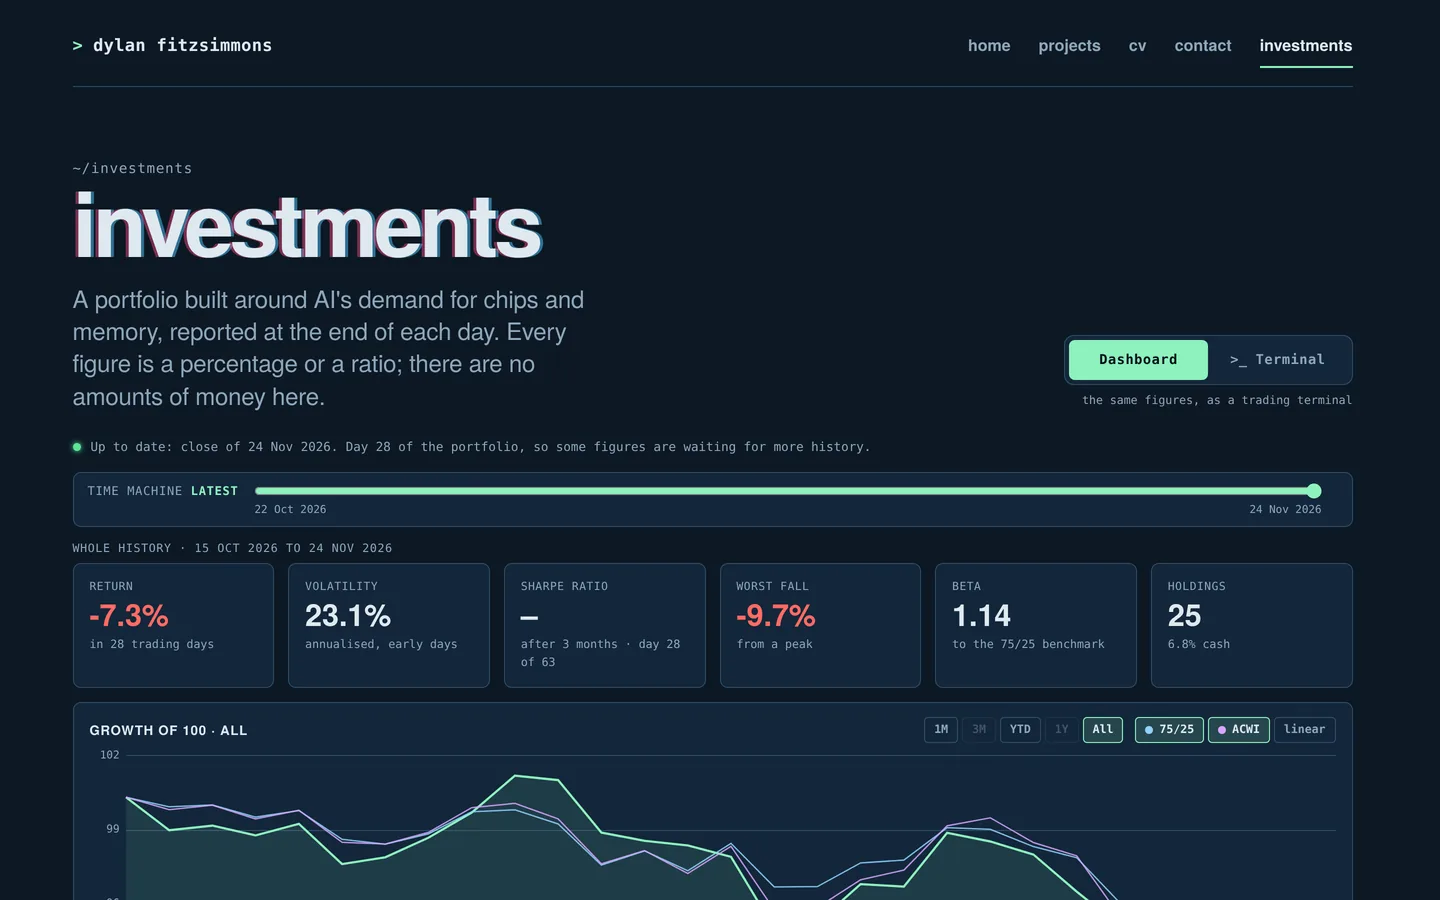 > dylan fitzsimmons
home projects cv contact investments
~/investments
investments
A portfolio built around AI's demand for chips and
memory, reported at the end of each day. Every
figure is a percentage or a ratio; there are no
amounts of money here.
Dashboard >_ Terminal
the same figures, as a trading terminal
Up to date: close of 24 Nov 2026. Day 28 of the portfolio, so some figures are waiting for more history.
TIME MACHINE LATEST
22 Oct 2026 24 Nov 2026
WHOLE HISTORY · 15 OCT 2026 TO 24 NOV 2026
RETURN
-7.3%
in 28 trading days
VOLATILITY
23.1%
annualised, early days
SHARPE RATIO
–
after 3 months · day 28
of 63
WORST FALL
-9.7%
from a peak
BETA
1.14
to the 75/25 benchmark
HOLDINGS
25
6.8% cash
GROWTH OF 100 · ALL
1M 3M YTD 1Y All 75/25 ACWI linear
102
99